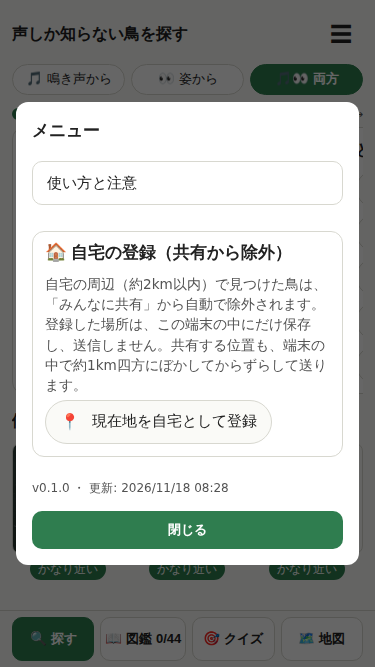 声しか知らない鳥を探す
🎵 鳴き声から
👀 姿から
👀 両方
メニュー
使い方と注意
🏠 自宅の登録（共有から除外）
自宅の周辺（約2km以内）で見つけた鳥は、
「みんなに共有」から自動で除外されます。
登録した場所は、この端末の中にだけ保存
し、送信しません。共有する位置も、端末の
中で約1km四方にぼかしてからずらして送り
ます。
📍 現在地を自宅として登録
v0.1.0 ・ 更新: 2026/11/18 08:28
閉じる
かなり近い
かなり近い
かなり近い
🔍 探す
📖 図鑑 0/44
🎯 クイズ
🗺️ 地図